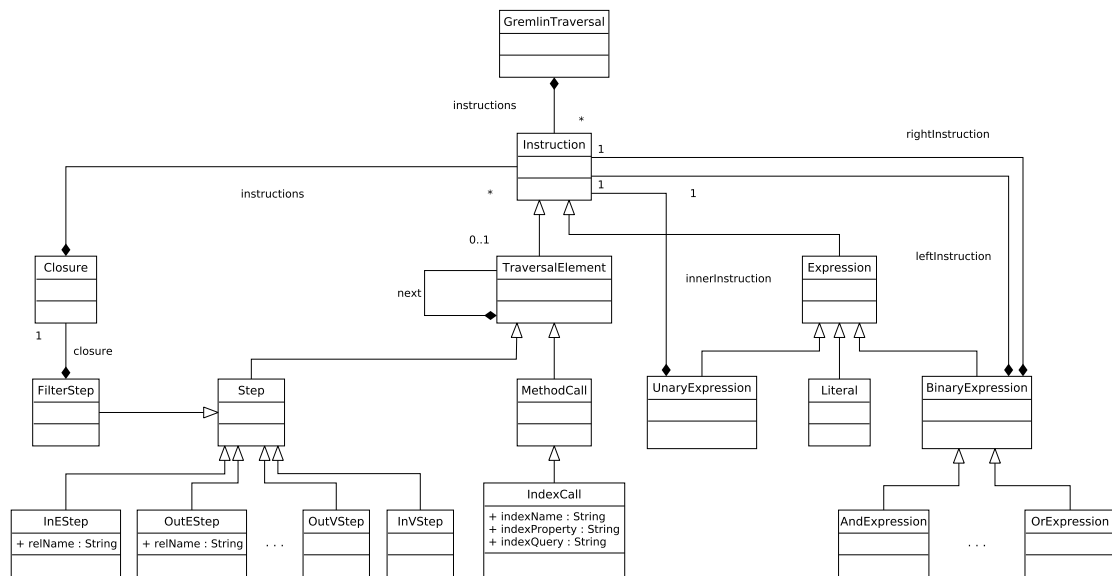 GremlinTraversal
instructions
*
Instruction
1
rightInstruction
1
1
instructions
*
0..1
Closure
TraversalElement
Expression
leftInstruction
innerInstruction
next
1
closure
FilterStep
Step
MethodCall
UnaryExpression
Literal
BinaryExpression
IndexCall
+ indexName : String
+ indexProperty : String
+ indexQuery : String
InEStep
+ relName : String
OutEStep
+ relName : String
. . .
OutVStep
InVStep
AndExpression
. . .
OrExpression